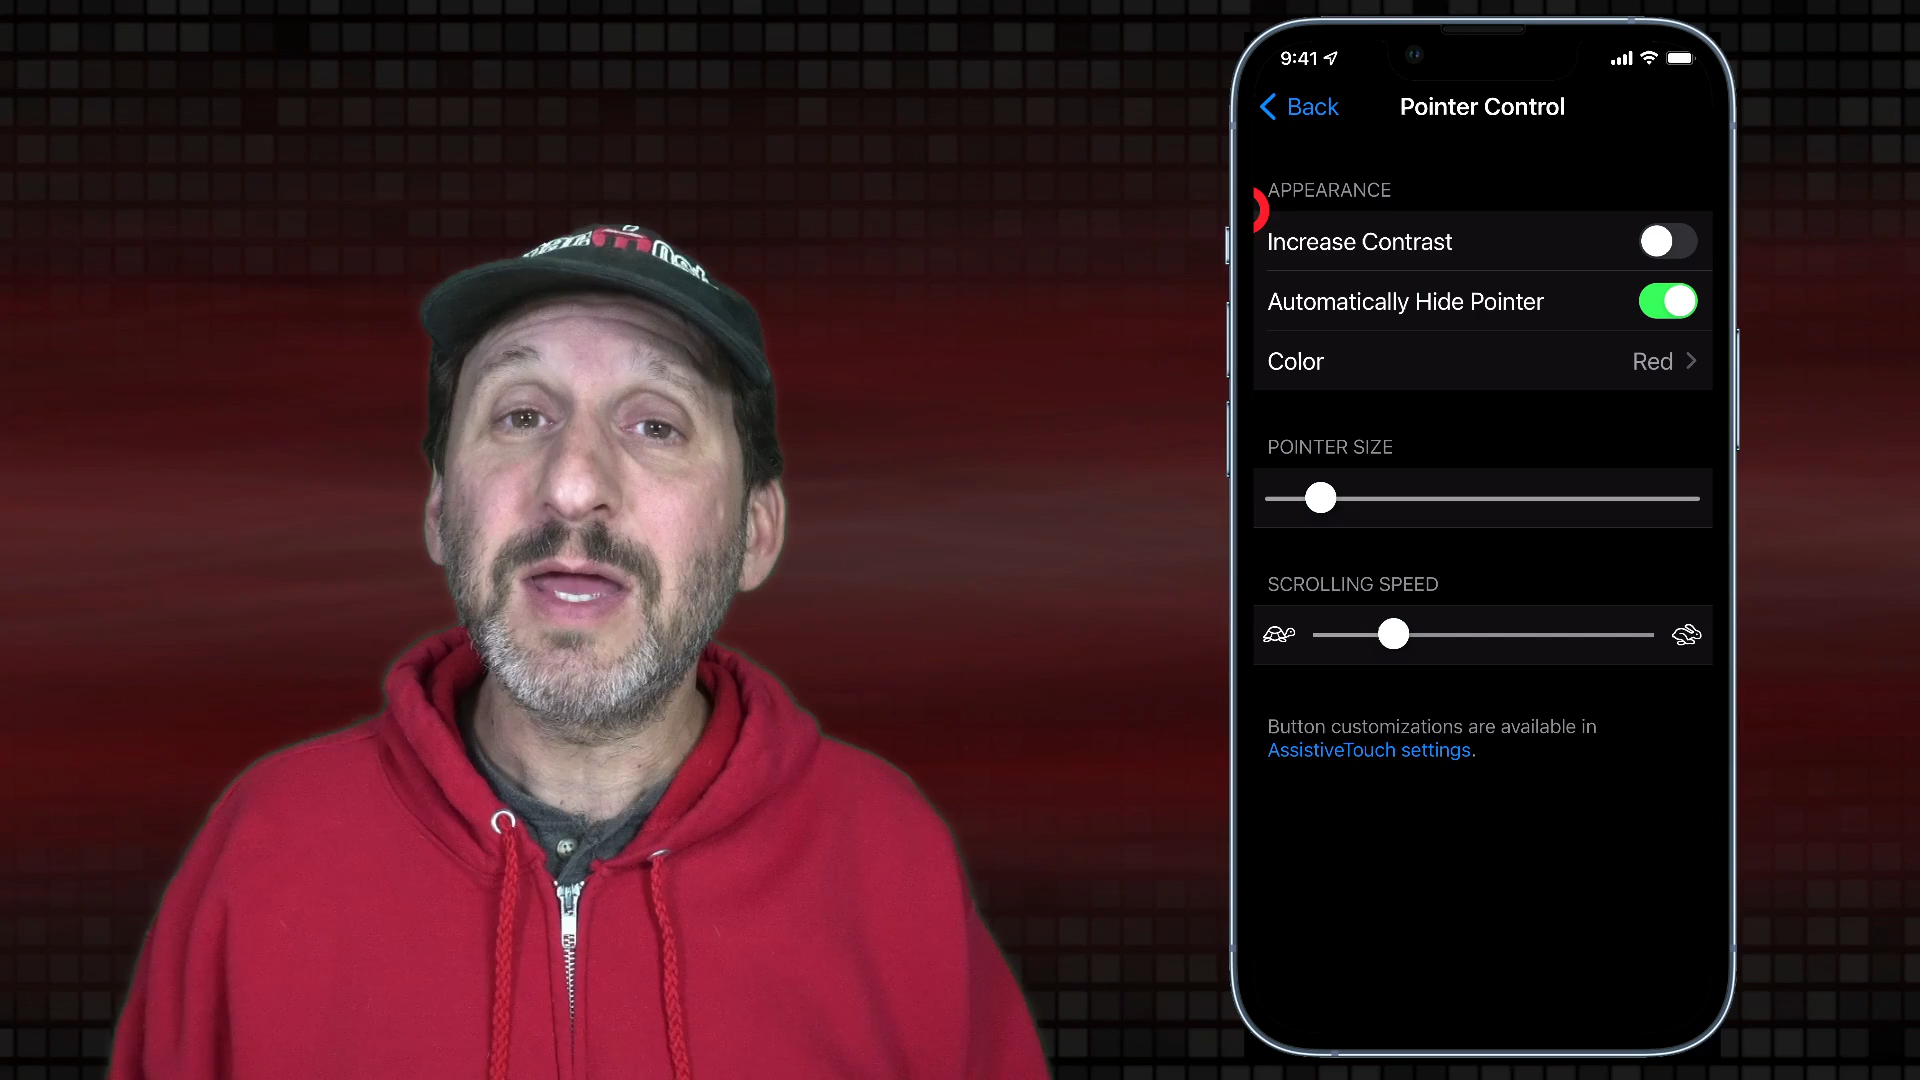 9:41
Back
Pointer Control
APPEARANCE
Increase Contrast
Automatically Hide Pointer
Color
Red
POINTER SIZE
SCROLLING SPEED
Button customizations are available in
AssistiveTouch settings.